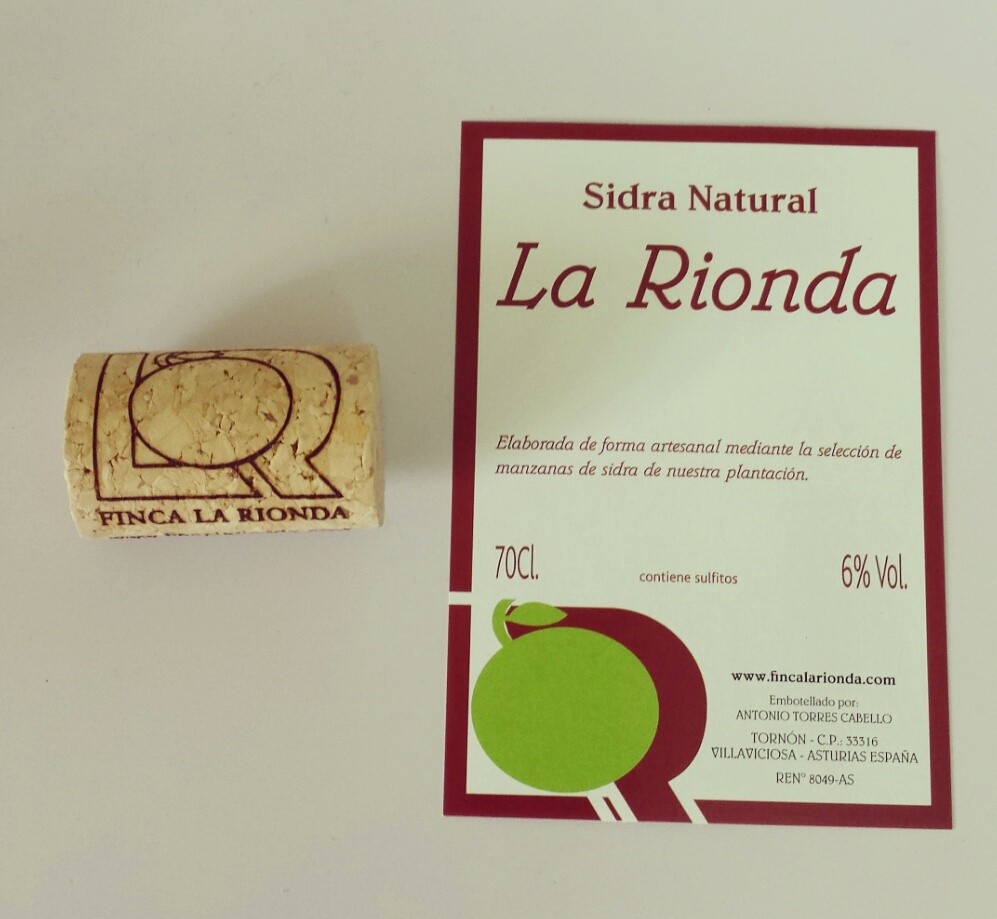 FINCA LA RIONDA
Sidra Natural
La Rionda
Elaborada de forma artesanal mediante la selección de
manzanas de sidra de nuestra plantación.
70Cl.
contiene sulfitos
6% Vol.
www.fincalarionda.com
Embotellado por:
ANTONIO TORRES CABELLO
TORNÓN - C.P.: 33316
VILLAVICIOSA - ASTURIAS ESPAÑA
RENº 8049-AS